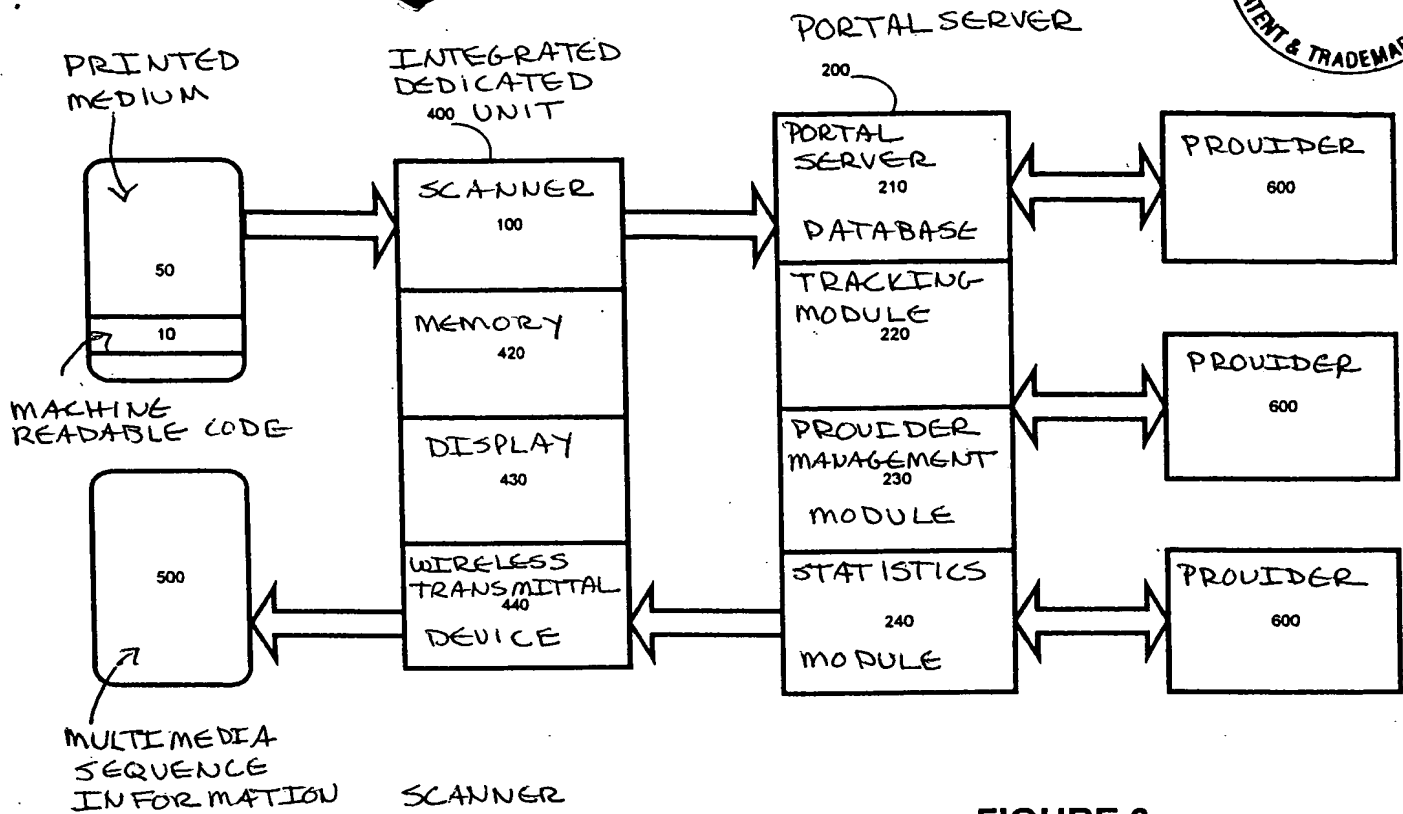 PORTAL SERVER
PATENT & TRADEMAR
PRINTED
MEDIUM
INTEGRATED
DEDICATED
400 UNIT
200
50
10
MACHINE
READABLE CODE
SCANNER
100
MEMORY
420
DISPLAY
430
WIRELESS
TRANSMITTAL
440
DEVICE
PORTAL
SERVER
210
DATABASE
TRACKING
MODULE
220
PROVIDER
MANAGEMENT
230
MODULE
STATISTICS
240
MODULE
PROVIDER
600
PROVIDER
600
PROVIDER
600
500
MULTIMEDIA
SEQUENCE
INFORMATION SCANNER